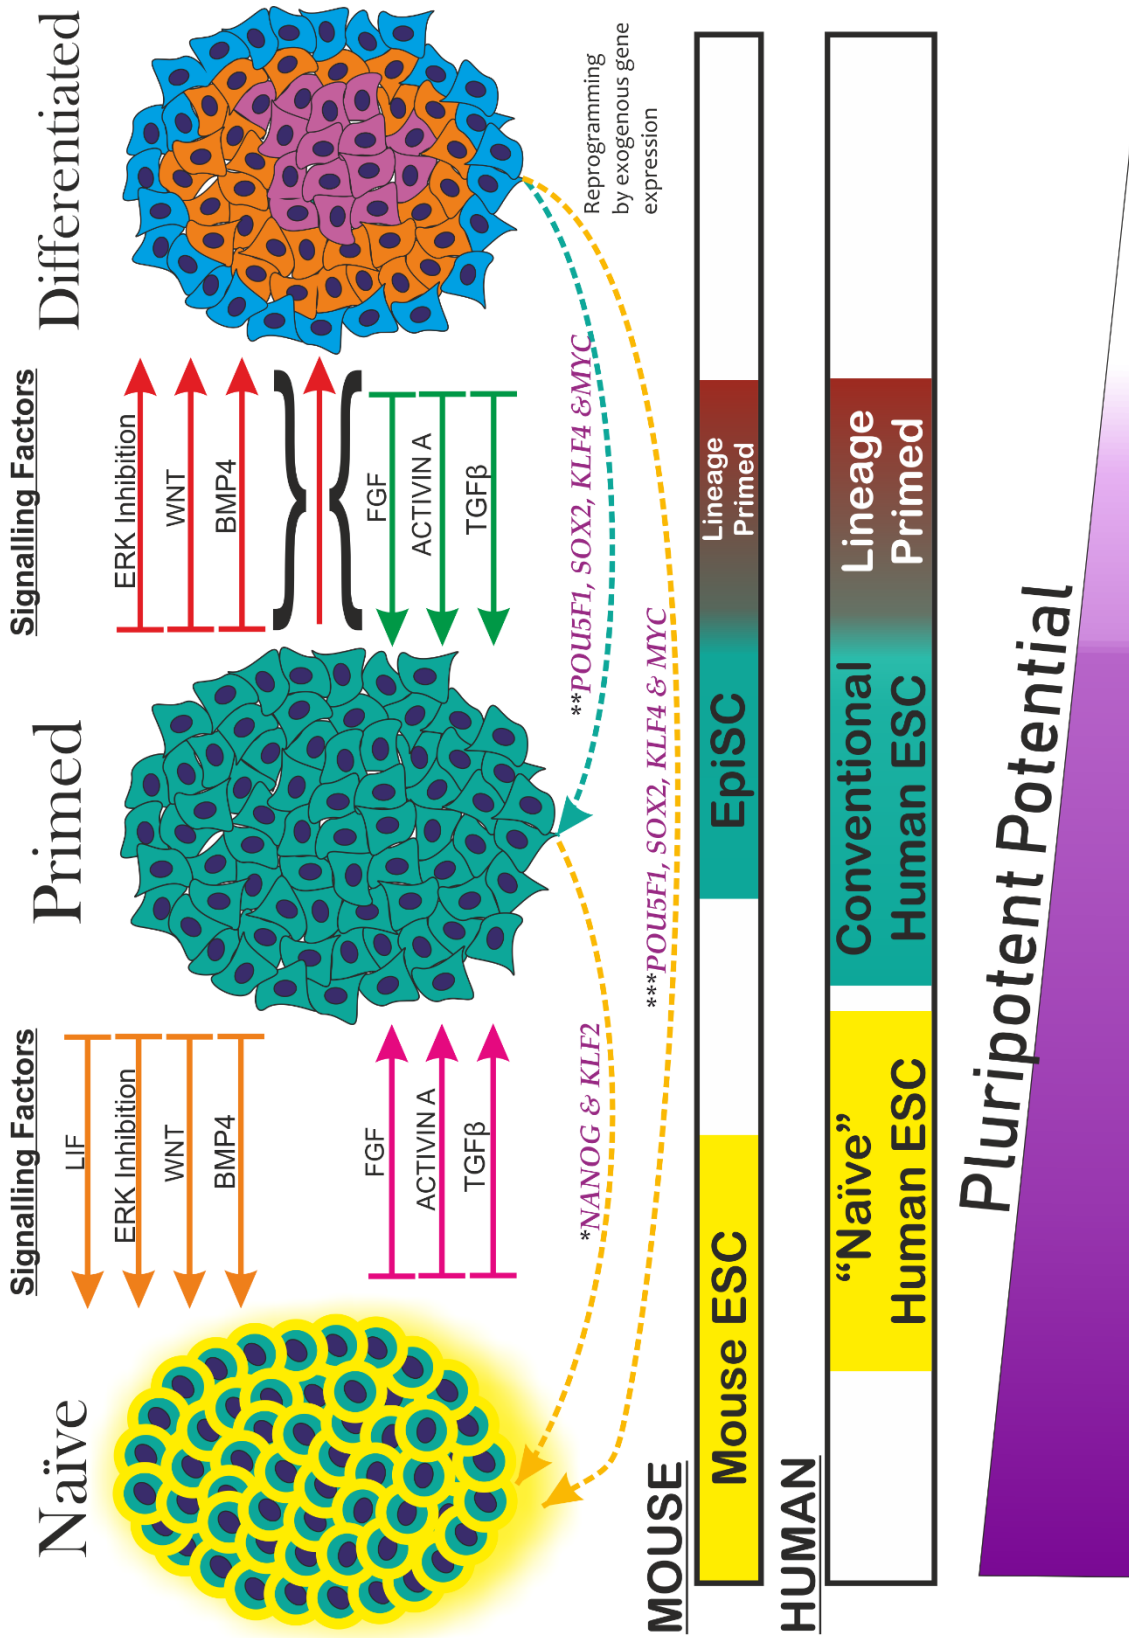 Naïve
Primed
Differentiated
Signalling Factors
LIF
ERK Inhibition
WNT
BMP4
FGF
ACTIVIN A
TGFβ
Signalling Factors
ERK Inhibition
WNT
BMP4
FGF
ACTIVIN A
TGFβ
*NANOG & KLF2
**POU5F1, SOX2, KLF4 &MYC
***POU5F1, SOX2, KLF4 & MYC
Reprogramming
by exogenous gene
expression
MOUSE
Mouse ESC
EpiSC
Lineage
Primed
HUMAN
“Naïve”
Human ESC
Conventional
Human ESC
Lineage
Primed
Pluripotent Potential